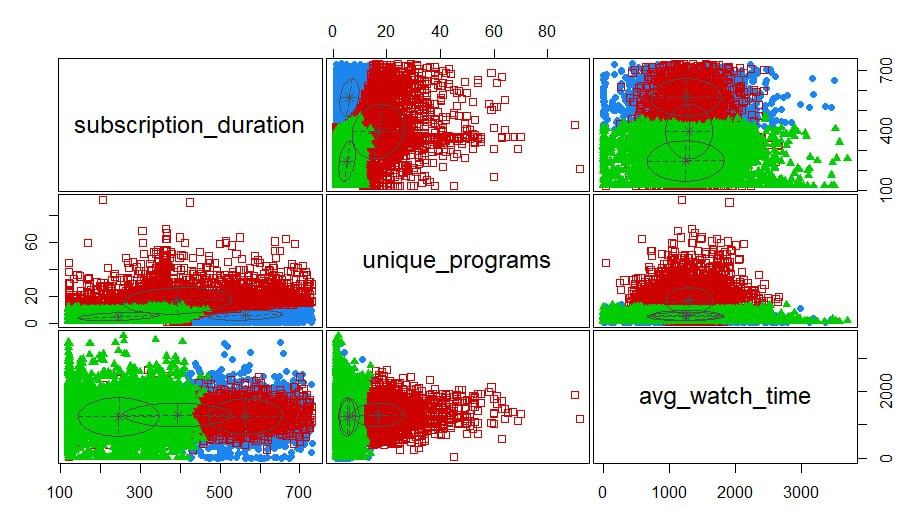 0 20 40 60 80
subscription_duration
100 400 700
0 20 60
unique_programs
avg_watch_time
0 2000
100 300 500 700
0 1000 2000 3000